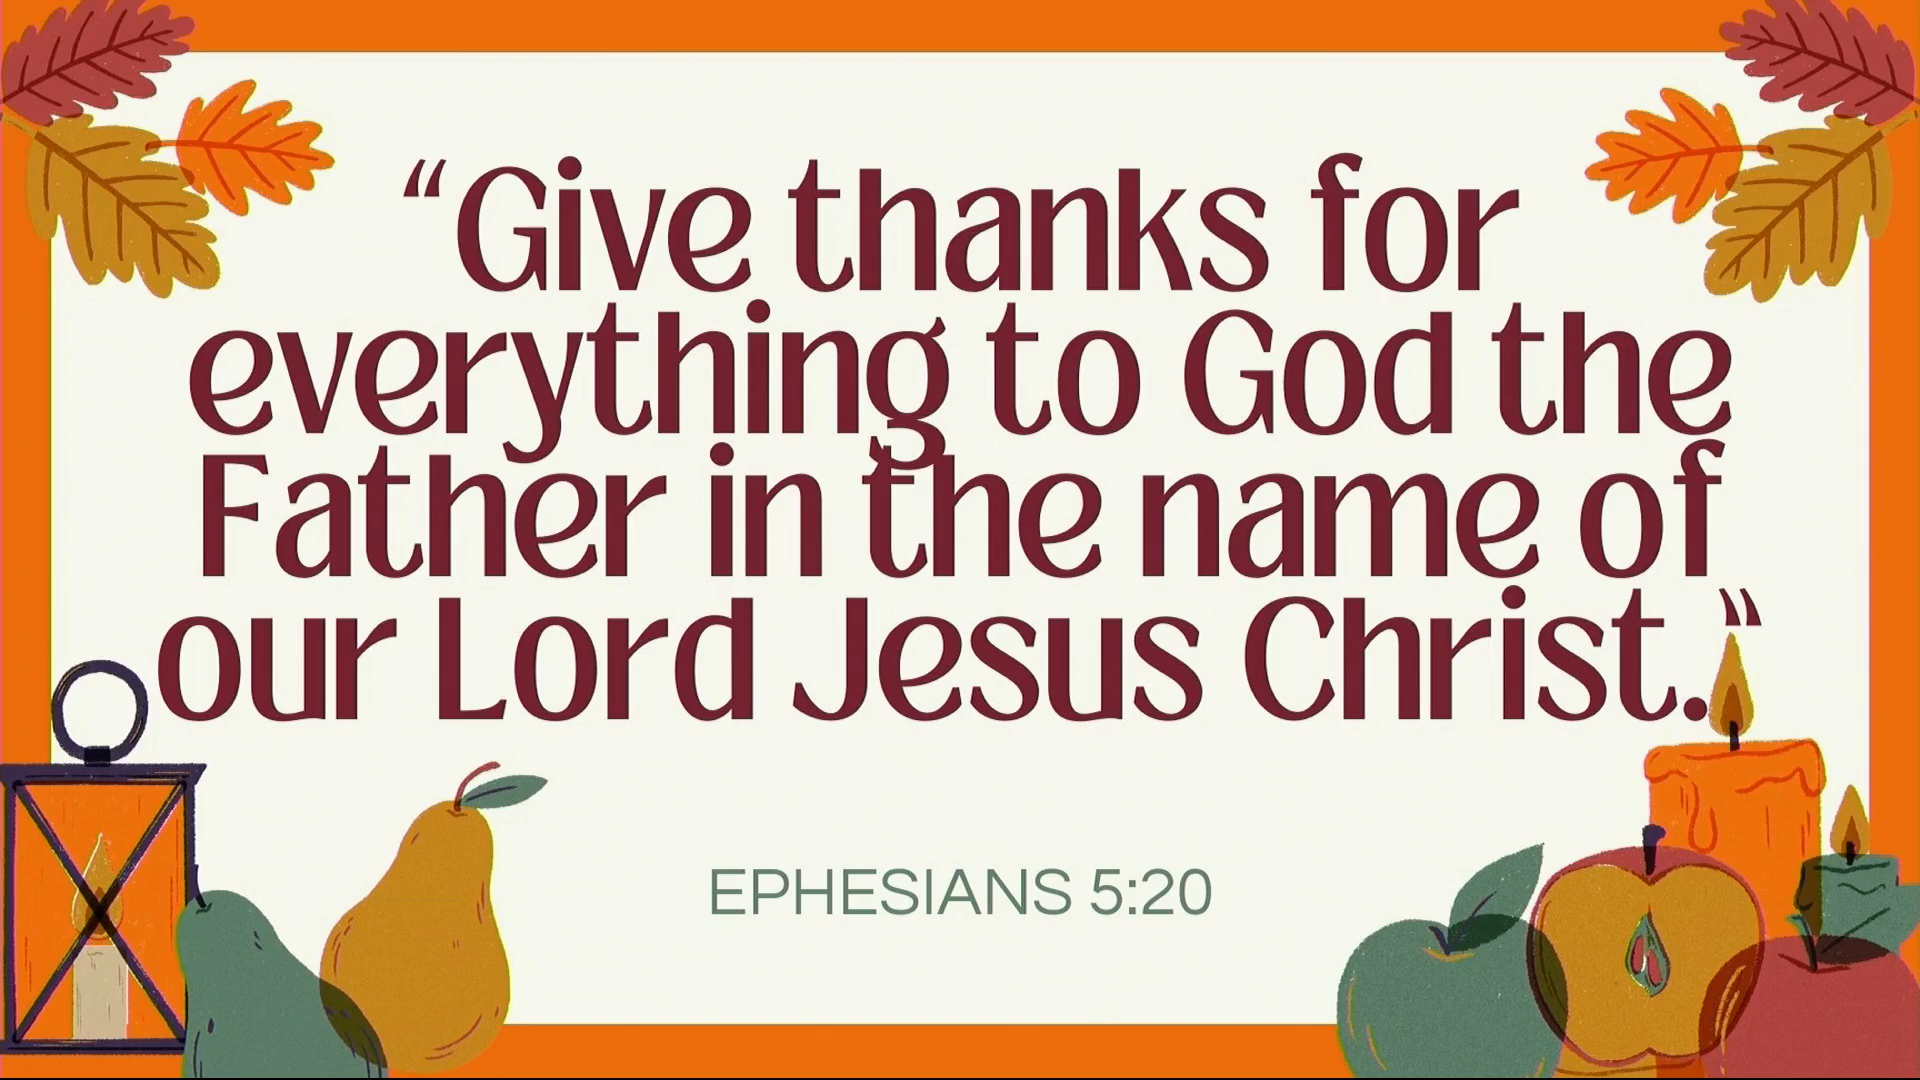 “Give thanks for
everything to God the
Father in the name of
our Lord Jesus Christ.”
EPHESIANS 5:20